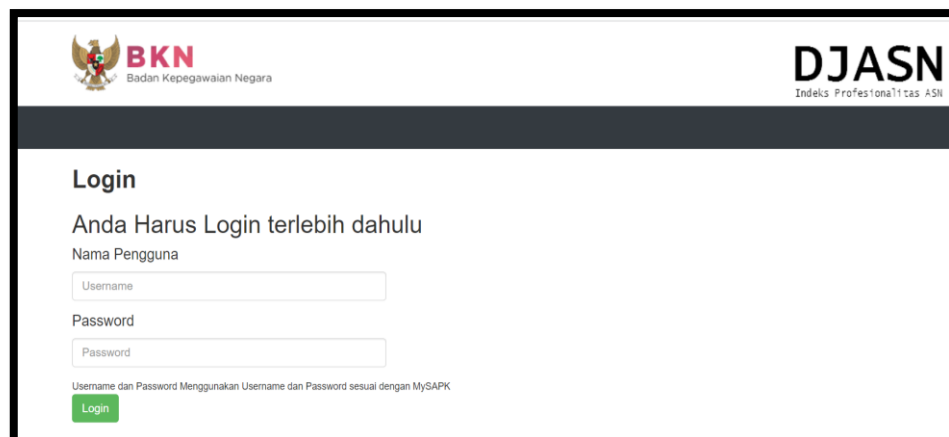 BKN
Badan Kepegawaian Negara
DJASN
Indeks Profesionalitas ASN
Login
Anda Harus Login terlebih dahulu
Nama Pengguna
Username
Password
Password
Username dan Password Menggunakan Username dan Password sesuai dengan MySAPK
Login